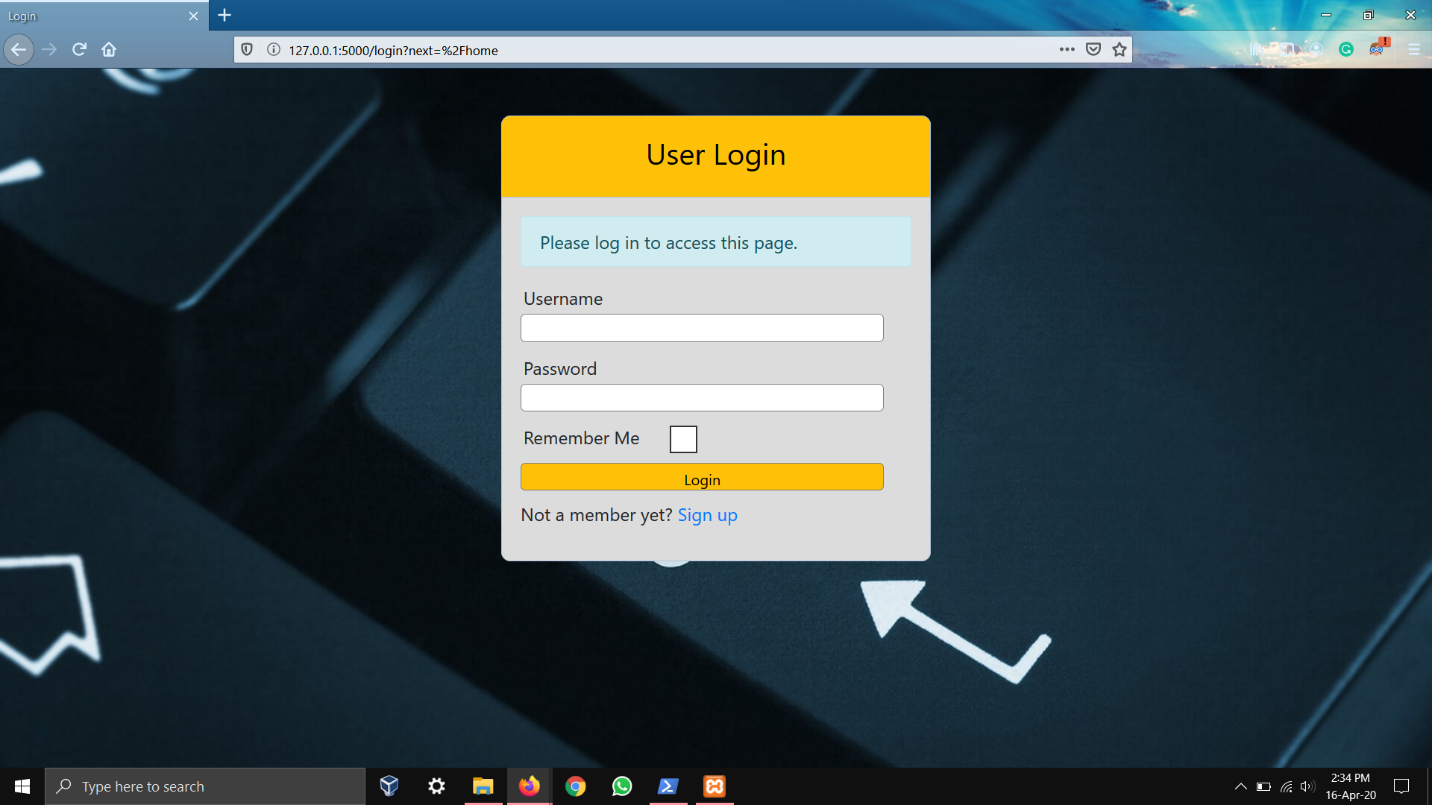 Login
127.0.0.1:5000/login?next=%2Fhome
1
User Login
Please log in to access this page.
Username
Password
Remember Me
Login
Not a member yet? Sign up
Type here to search
2:34 PM
16-Apr-20